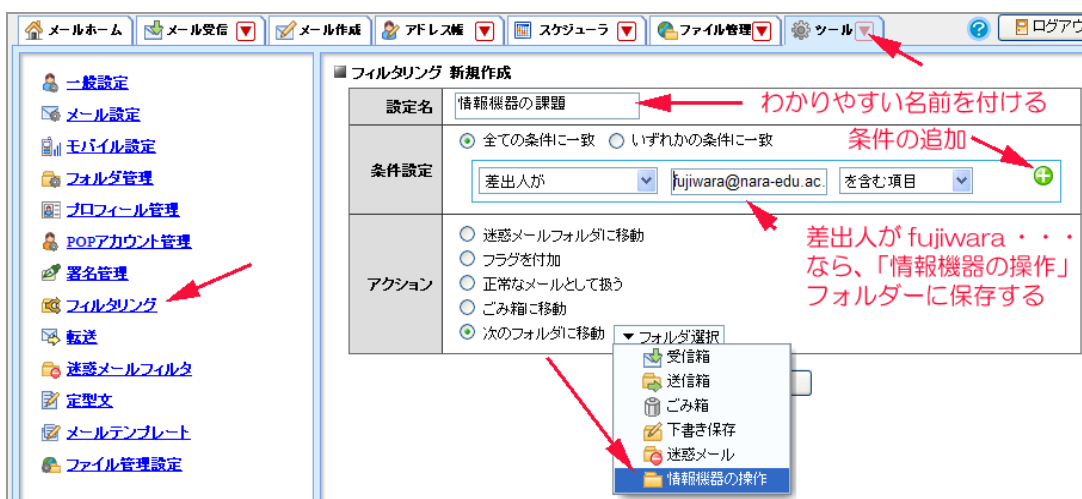 メールホーム メール受信 メール作成 アドレス帳 スケジューラ ファイル管理 ツール ? ログアウ
一般設定
メール設定
モバイル設定
フォルダ管理
プロフィール管理
POPアカウント管理
署名管理
フィルタリング
転送
迷惑メールフィルタ
定型文
メールテンプレート
ファイル管理設定
フィルタリング 新規作成
設定名 情報機器の課題 わかりやすい名前を付ける
条件設定 全ての条件に一致 いずれかの条件に一致 条件の追加
差出人が fujiwara@nara-edu.ac. を含む項目
差出人が fujiwara ・・・
なら、「情報機器の操作」
フォルダーに保存する
アクション
迷惑メールフォルダに移動
フラグを付加
正常なメールとして扱う
ごみ箱に移動
次のフォルダに移動 ▼フォルダ選択
受信箱
送信箱
ごみ箱
下書き保存
迷惑メール
情報機器の操作